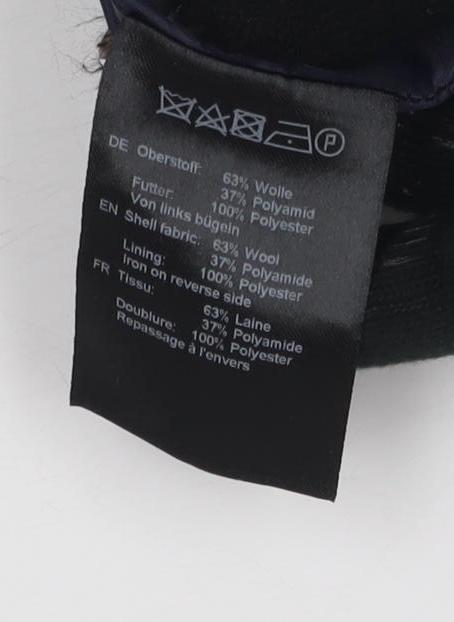 P
DE Oberstoff: 63% Wolle
37% Polyamid
Futter: 100% Polyester
Von links bügeln
EN Shell fabric: 63% Wool
37% Polyamide
Lining: 100% Polyester
Iron on reverse side
FR Tissu: 63% Laine
37% Polyamide
Doublure: 100% Polyester
Repassage à l'envers